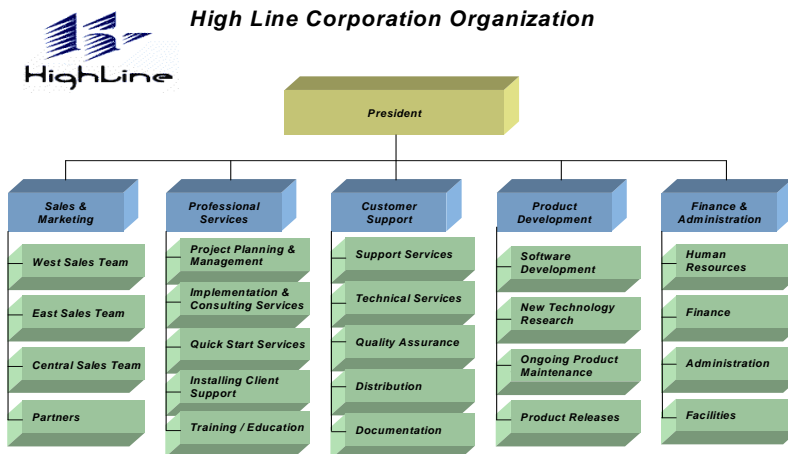 High Line Corporation Organization
HighLine
President
Sales &
Marketing
West Sales Team
East Sales Team
Central Sales Team
Partners
Professional
Services
Project Planning &
Management
Implementation &
Consulting Services
Quick Start Services
Installing Client
Support
Training / Education
Customer
Support
Support Services
Technical Services
Quality Assurance
Distribution
Documentation
Product
Development
Software
Development
New Technology
Research
Ongoing Product
Maintenance
Product Releases
Finance &
Administration
Human
Resources
Finance
Administration
Facilities